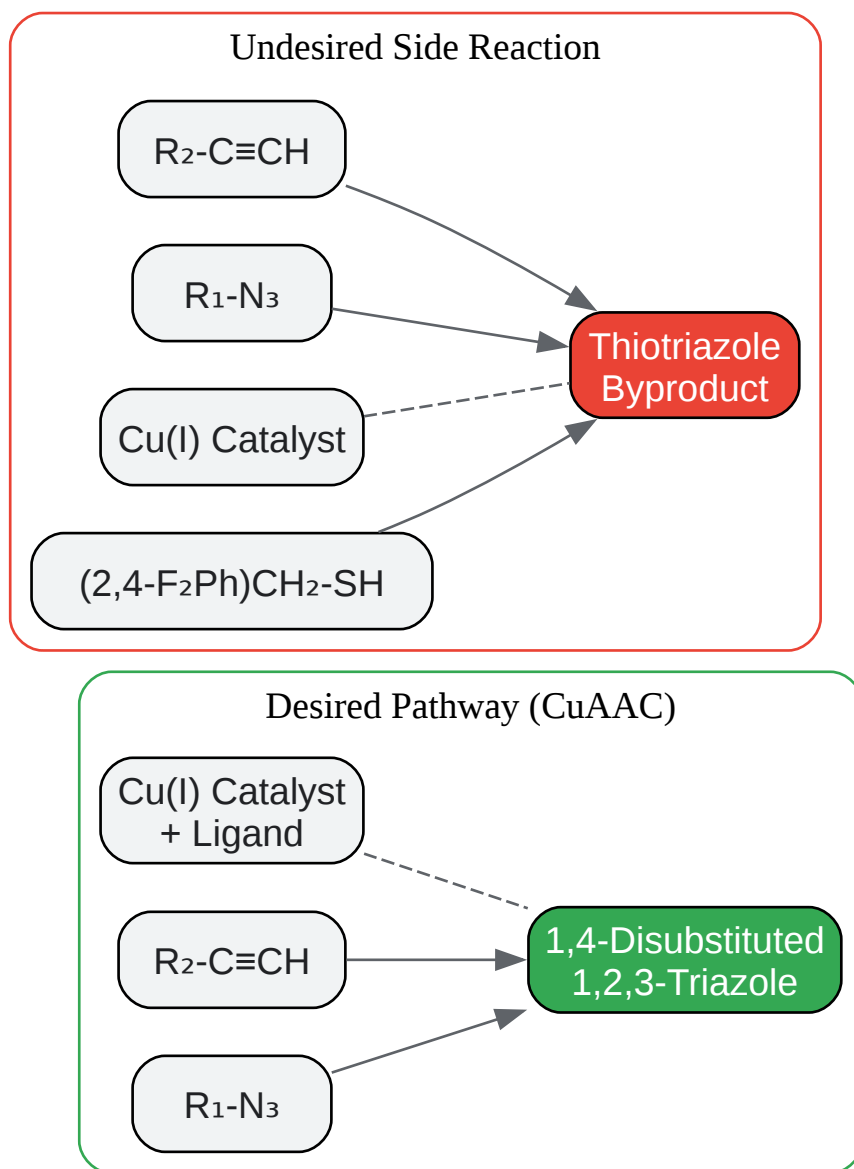 Undesired Side Reaction
R₂-C≡CH
R₁-N₃
Cu(I) Catalyst
(2,4-F₂Ph)CH₂-SH
Thiotriazole
Byproduct
Desired Pathway (CuAAC)
Cu(I) Catalyst
+ Ligand
R₂-C≡CH
R₁-N₃
1,4-Disubstituted
1,2,3-Triazole